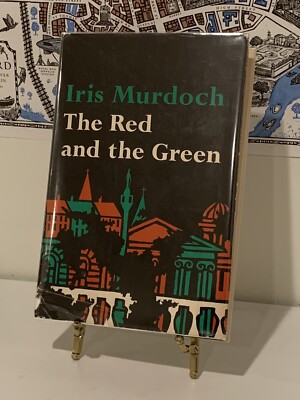 Iris Murdoch
The Red
and the Green